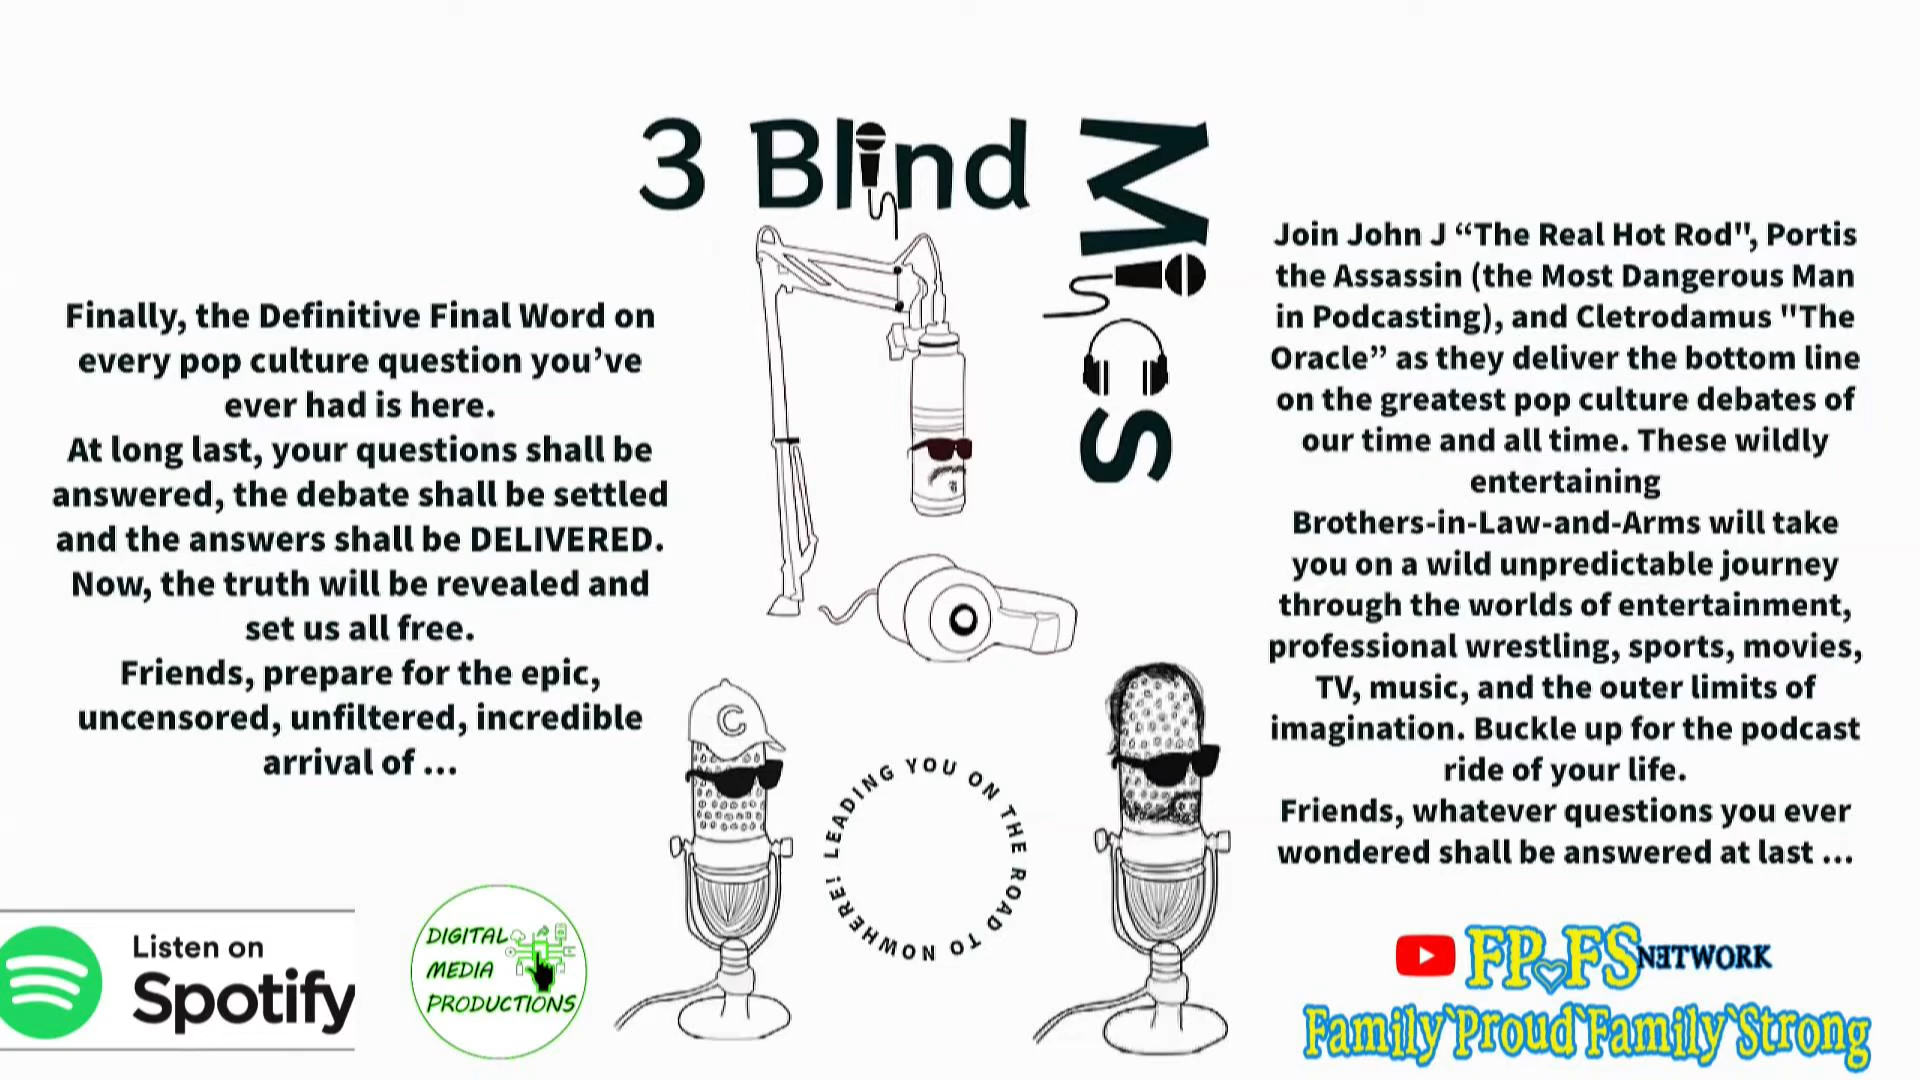 3 Blind
Mics
Finally, the Definitive Final Word on
every pop culture question you’ve
ever had is here.
At long last, your questions shall be
answered, the debate shall be settled
and the answers shall be DELIVERED.
Now, the truth will be revealed and
set us all free.
Friends, prepare for the epic,
uncensored, unfiltered, incredible
arrival of ...
Join John J “The Real Hot Rod", Portis
the Assassin (the Most Dangerous Man
in Podcasting), and Cletrodamus "The
Oracle” as they deliver the bottom line
on the greatest pop culture debates of
our time and all time. These wildly
entertaining
Brothers-in-Law-and-Arms will take
you on a wild unpredictable journey
through the worlds of entertainment,
professional wrestling, sports, movies,
TV, music, and the outer limits of
imagination. Buckle up for the podcast
ride of your life.
Friends, whatever questions you ever
wondered shall be answered at last ...
C
LEADING YOU ON THE ROAD TO NOWHERE!
Listen on
Spotify
DIGITAL
MEDIA
PRODUCTIONS
FP FS NETWORK
Family`Proud`Family`Strong